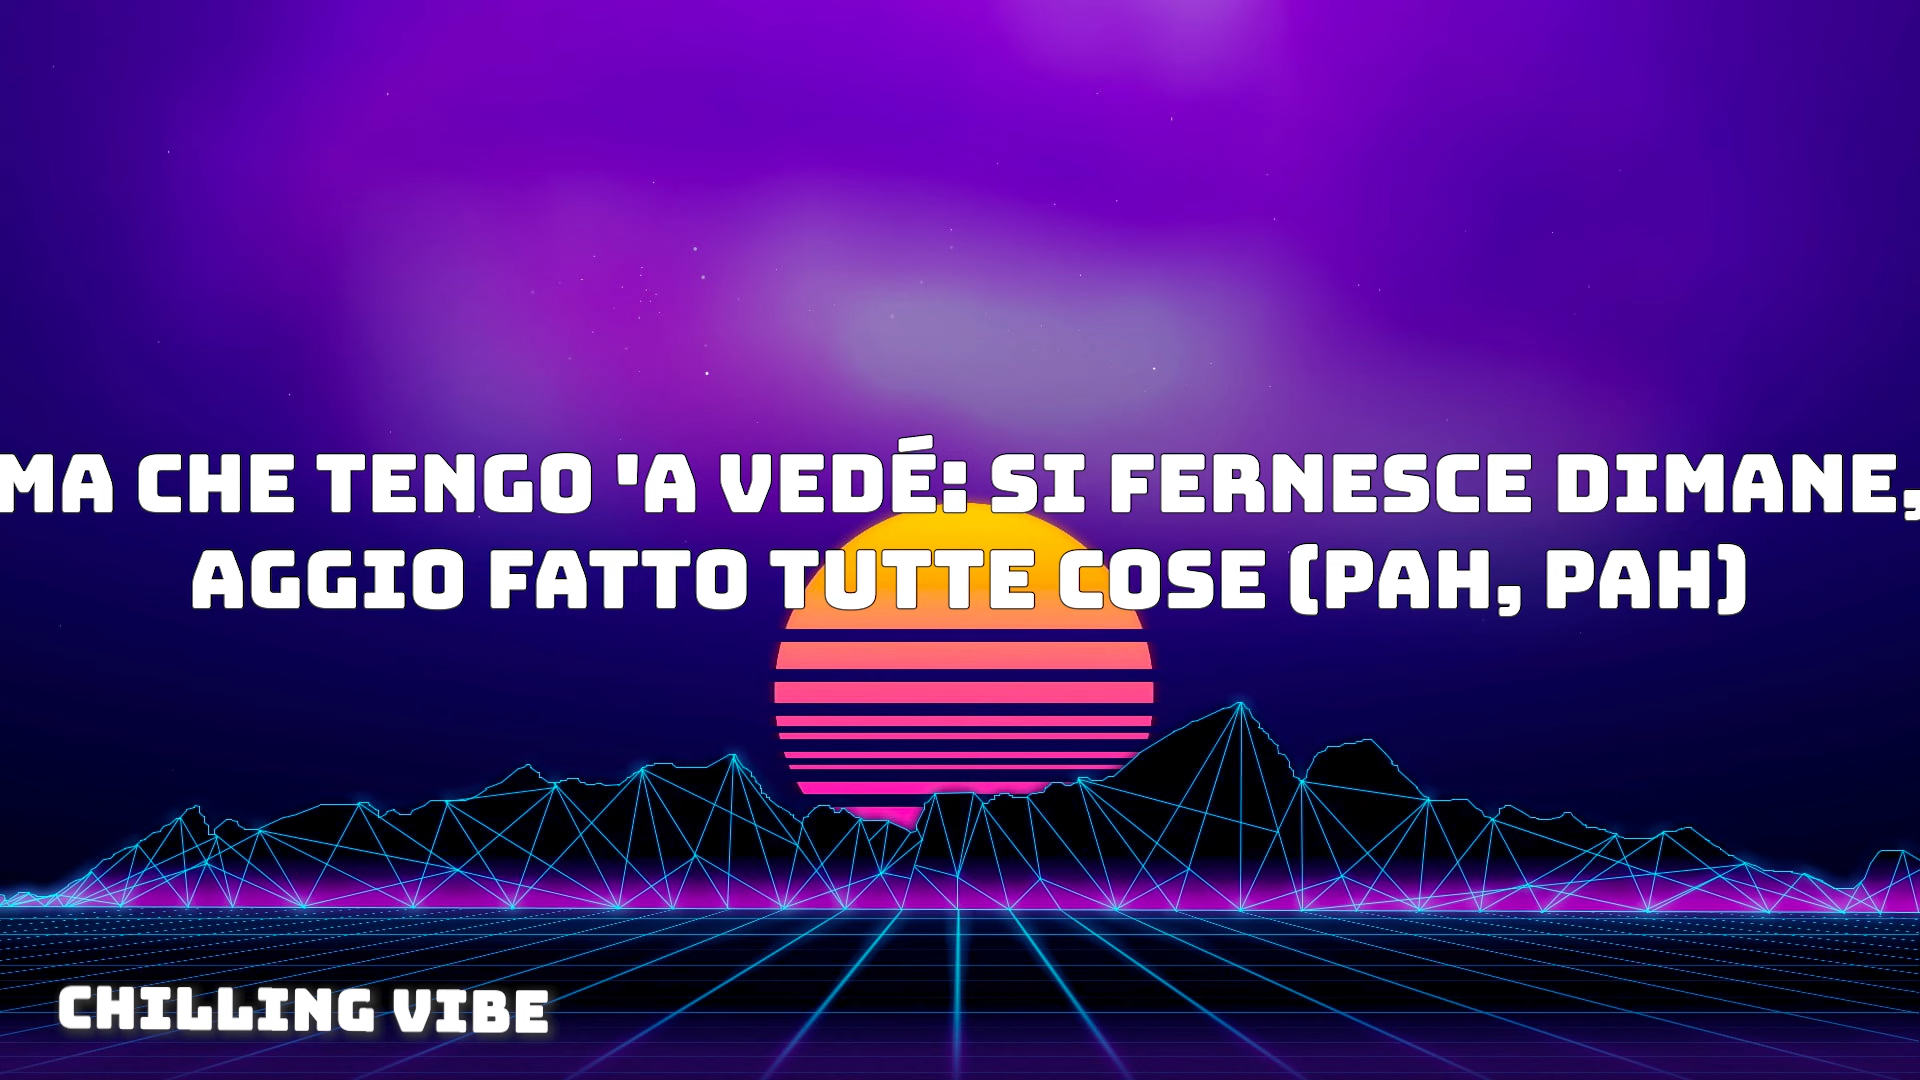 MA CHE TENGO 'A VEDÉ: SI FERNESCE DIMANE,
AGGIO FATTO TUTTE COSE (PAH, PAH)
CHILLING VIBE